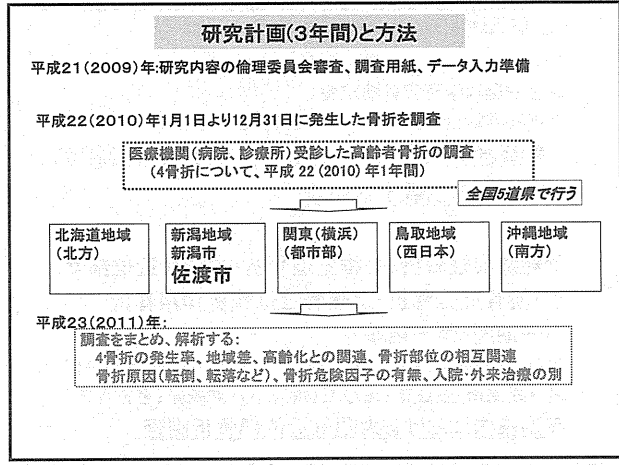 研究計画(3年間)と方法
平成21(2009)年:研究内容の倫理委員会審査、調査用紙、データ入力準備
平成22(2010)年1月1日より12月31日に発生した骨折を調査
医療機関(病院、診療所)受診した高齢者骨折の調査
(4骨折について、平成22(2010)年1年間)
全国5道県で行う
北海道地域
(北方)
新潟地域
新潟市
佐渡市
関東(横浜)
(都市部)
鳥取地域
(西日本)
沖縄地域
(南方)
平成23(2011)年:
調査をまとめ、解析する:
4骨折の発生率、地域差、高齢化との関連、骨折部位の相互関連
骨折原因(転倒、転落など)、骨折危険因子の有無、入院・外来治療の別